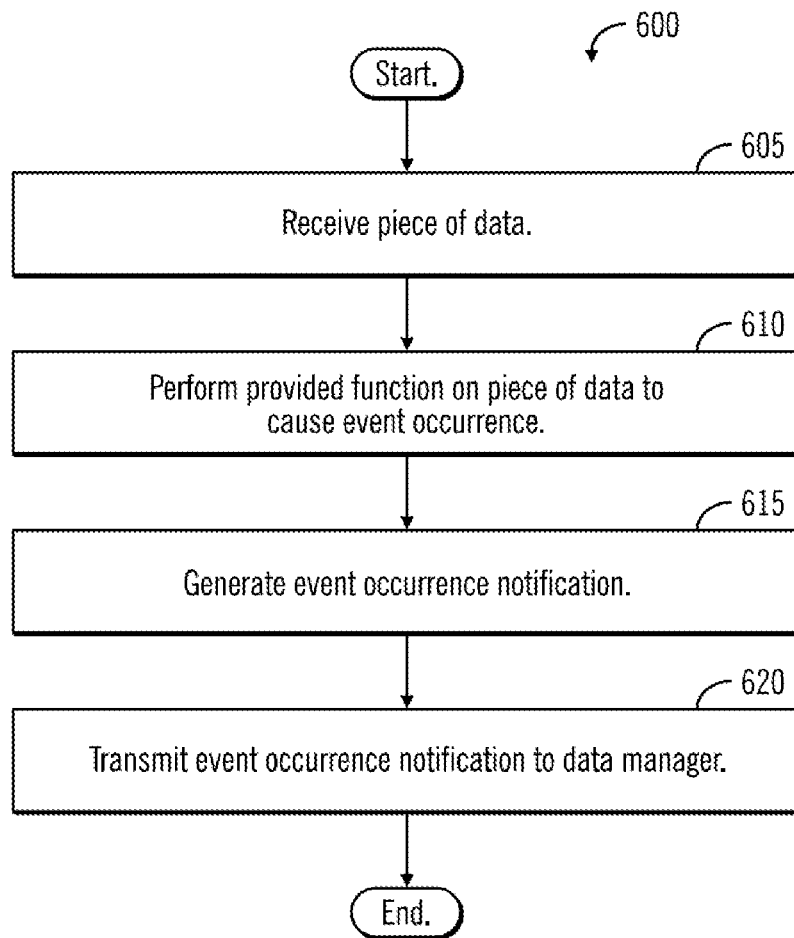 600
Start.
605
Receive piece of data.
610
Perform provided function on piece of data to
cause event occurrence.
615
Generate event occurrence notification.
620
Transmit event occurrence notification to data manager.
End.